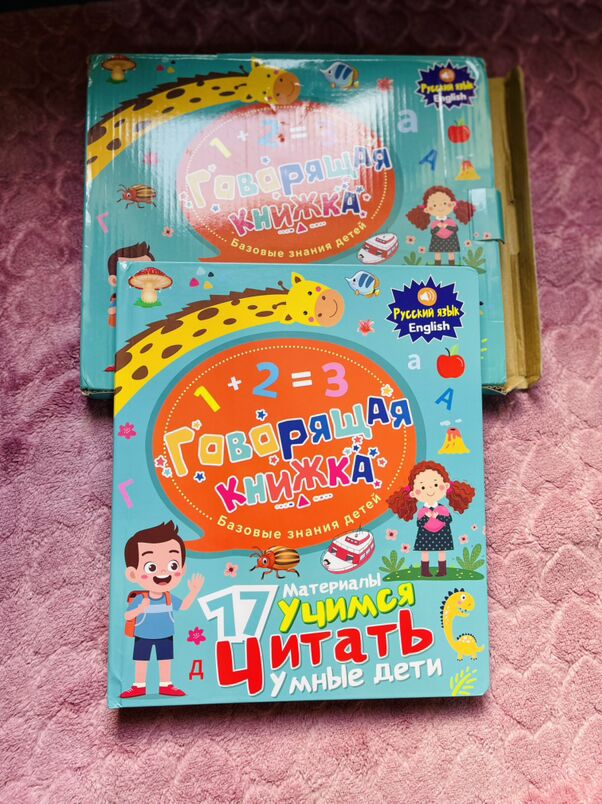 Русский язык
English
1 + 2 = 3
а
Говорящая
А
книжка
Г
Базовые знания детей
Русский язык
English
1 + 2 = 3
а
Говорящая
А
книжка
Г
Базовые знания детей
Материалы
17 Учимся
Читать
Умные дети
Д